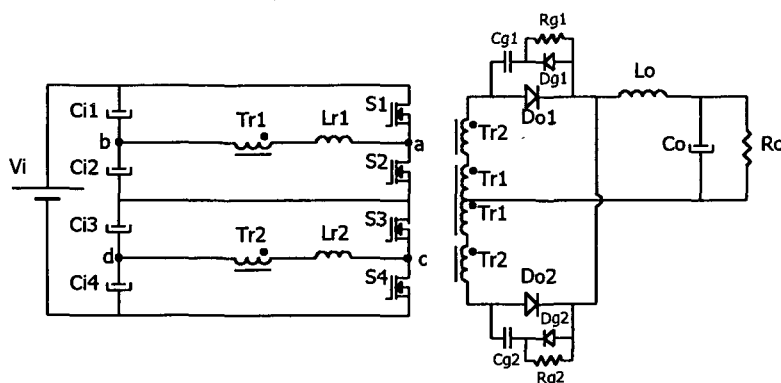 Rg1
Cg1
Dg1
Lo
S1
Ci1
Tr1
Lr1
Do1
b
a
Tr2
Vi
Ci2
S2
Co
Ro
Tr1
Tr1
Ci3
S3
Tr2
Lr2
Tr2
d
c
Do2
Ci4
S4
Dg2
Cg2
Rg2